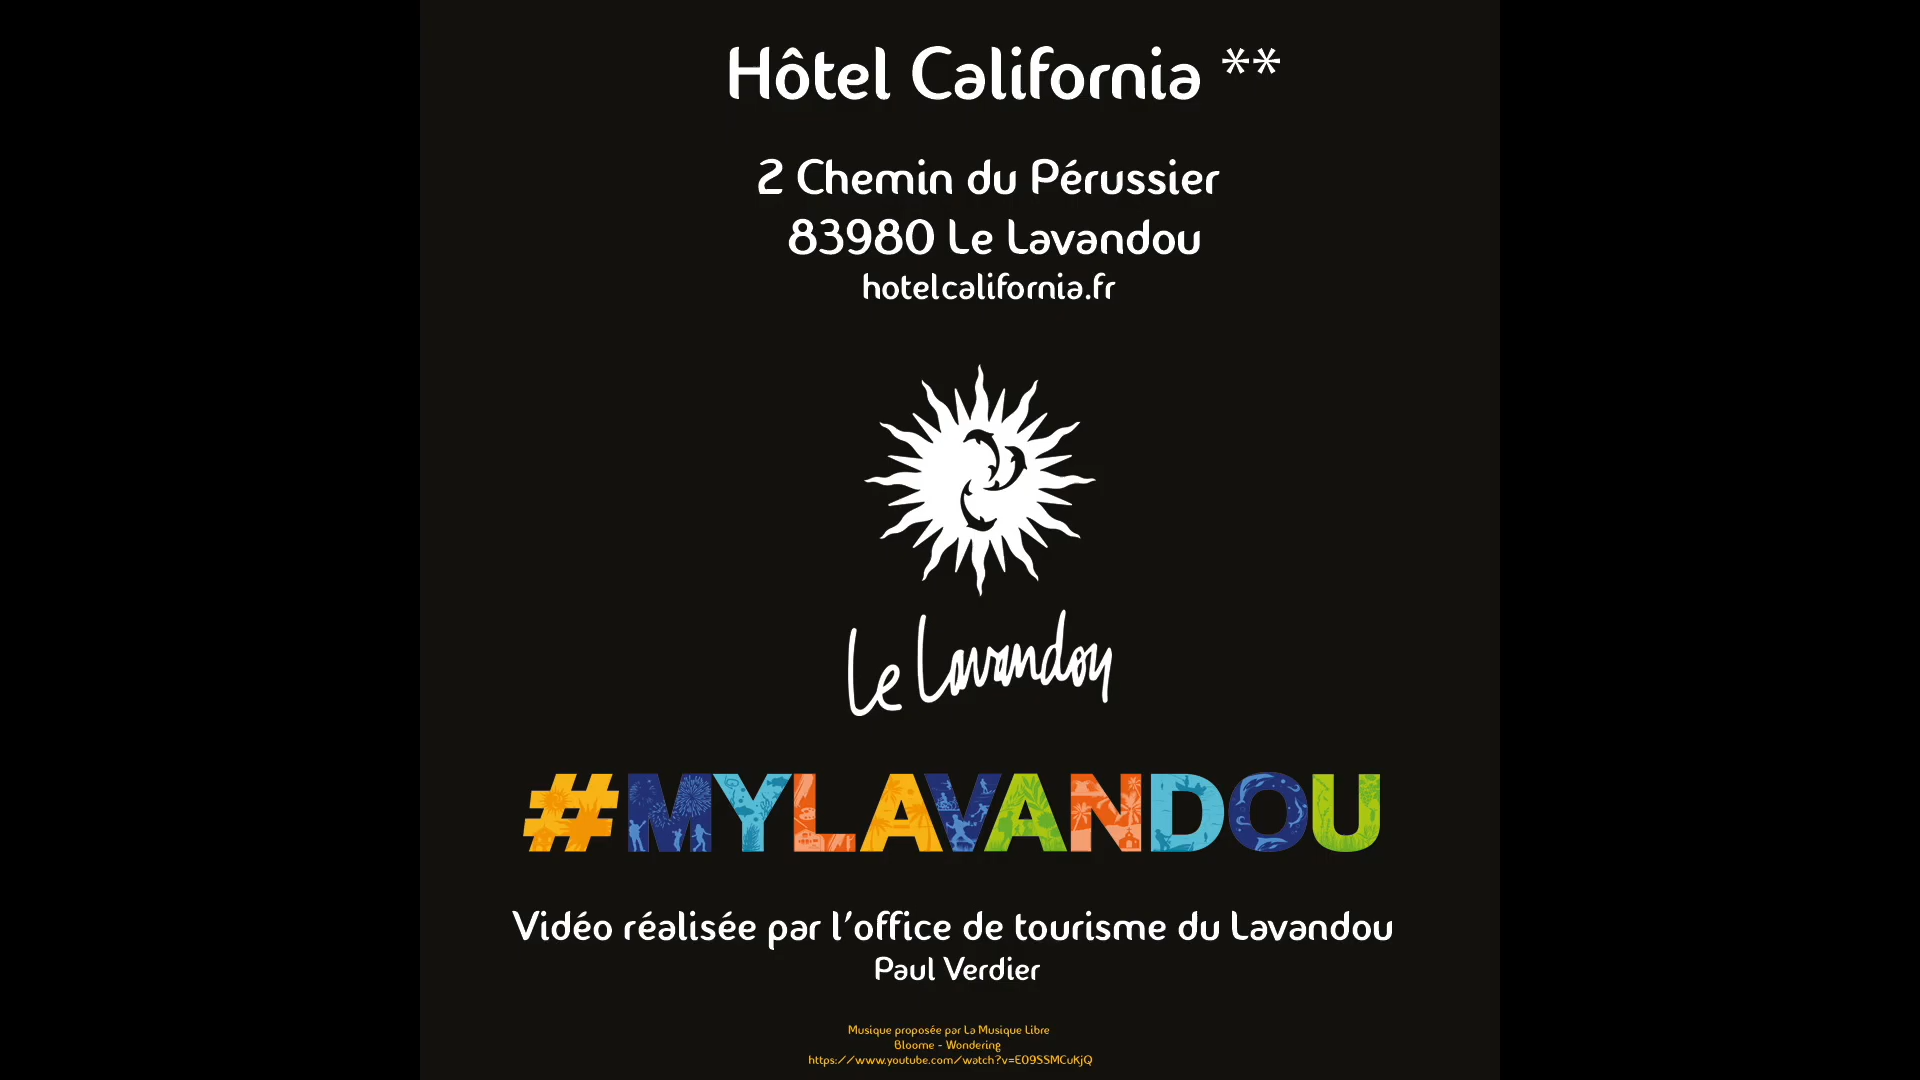 Hôtel California **
2 Chemin du Pérussier
83980 Le Lavandou
hotelcalifornia.fr
Le Lavandou
#MYLAVANDOU
Vidéo réalisée par l'office de tourisme du Lavandou
Paul Verdier
Musique proposée par La Musique Libre
Bloome - Wondering
https://www.youtube.com/watch?v=E09SSMCuKjQ